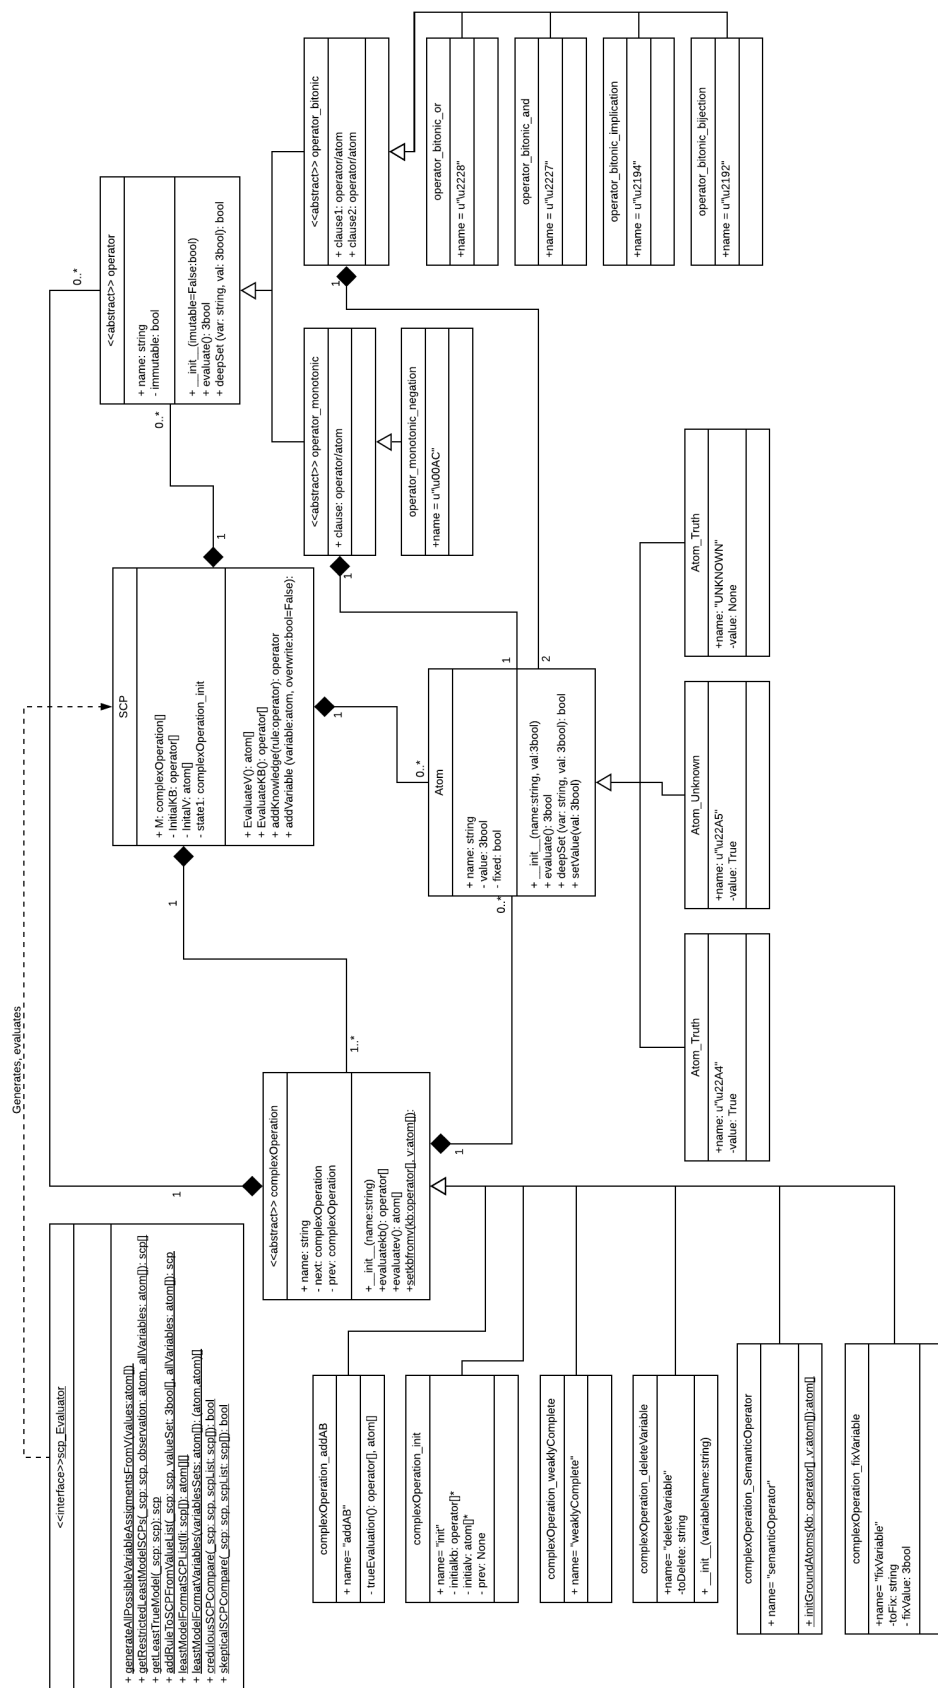 <<interface>>scp_Evaluator
+ generateAllPossibleVariableAssigmentsFromV(values:atom[])
+ getRestrictedLeastModelSCPs(_scp: scp, observation: atom, allVariables: atom[]): scp[]
+ getLeastTrueModel(_scp: scp): scp
+ addRuleToSCPFromValueList(_scp: scp, valueSet: 3bool[], allVariables: atom[]): scp
+ leastModelFormatSCPList(li: scp[]): atom[][]
+ leastModelFormatVariables(variablesSets: atom[]): (atom,atom)[]
+ credulousSCPCompare(_scp: scp, scpList: scp[]): bool
+ skepticalSCPCompare(_scp: scp, scpList: scp[]): bool
Generates, evaluates
SCP
+ M: complexOperation[]
- InitialKB: operator[]
- InitalV: atom[]
- state1: complexOperation_init
+ EvaluateV(): atom[]
+ EvaluateKB(): operator[]
+ addKnowledge(rule:operator): operator
+ addVariable (variable:atom, overwrite:bool=False):
1
1
1
<<abstract>> operator
+ name: string
- immutable: bool
+ __init__(imutable=False:bool)
+ evaluate(): 3bool
+ deepSet (var: string, val: 3bool): bool
0..*
0..*
<<abstract>> complexOperation
+ name: string
- next: complexOperation
- prev: complexOperation
+__init__(name:string)
+evaluatekb(): operator[]
+evaluatev(): atom[]
+setkbfromv(kb:operator[], v:atom[]):
1
1..*
1
<<abstract>> operator_monotonic
+ clause: operator/atom
1
operator_monotonic_negation
+name = u"\u00AC"
<<abstract>> operator_bitonic
+ clause1: operator/atom
+ clause2: operator/atom
1
operator_bitonic_or
+name = u"\u2228"
operator_bitonic_and
+name = u"\u2227"
operator_bitonic_implication
+name = u"\u2194"
operator_bitonic_bijection
+name = u"\u2192"
Atom
+ name: string
- value: 3bool
- fixed: bool
+ __init__(name:string, val:3bool)
+ evaluate(): 3bool
+ deepSet (var: string, val: 3bool): bool
+ setValue(val: 3bool)
0..*
0..*
1
2
Atom_Truth
+name: u"\u22A4"
-value: True
Atom_Unknown
+name: u"\u22A5"
-value: True
Atom_Truth
+name: "UNKNOWN"
-value: None
complexOperation_addAB
+ name= "addAB"
- trueEvaluation(): operator[], atom[]
complexOperation_init
+ name= "init"
- initialkb: operator[]*
- initialv: atom[]*
- prev: None
complexOperation_weaklyComplete
+ name= "weaklyComplete"
complexOperation_deleteVariable
+name= "deleteVariable"
-toDelete: string
+ __init__(variableName:string)
complexOperation_SemanticOperator
+ name= "semanticOperator"
+ initGroundAtoms(kb: operator[] ,v:atom[]):atom[]
complexOperation_fixVariable
+name= "fixVariable"
-toFix: string
- fixValue: 3bool